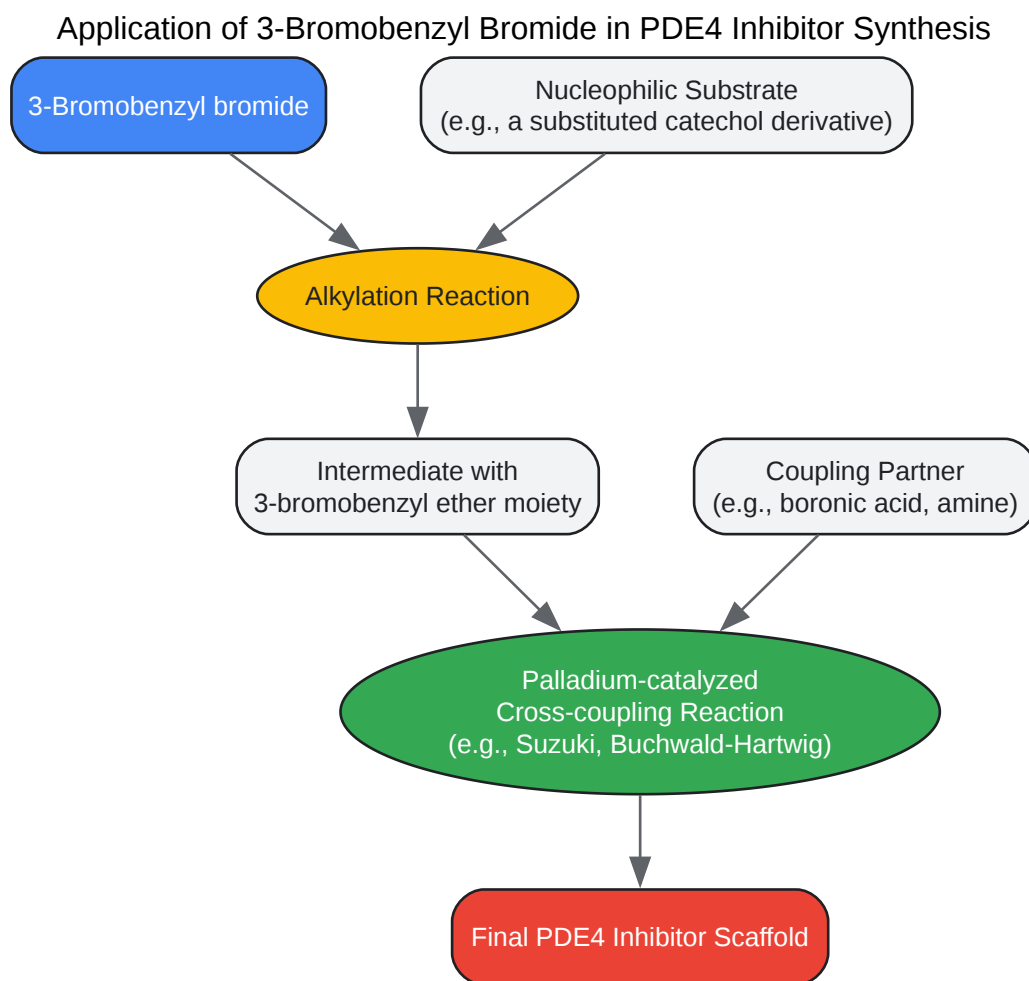 Application of 3-Bromobenzyl Bromide in PDE4 Inhibitor Synthesis
3-Bromobenzyl bromide
Nucleophilic Substrate
(e.g., a substituted catechol derivative)
Alkylation Reaction
Intermediate with
3-bromobenzyl ether moiety
Coupling Partner
(e.g., boronic acid, amine)
Palladium-catalyzed
Cross-coupling Reaction
(e.g., Suzuki, Buchwald-Hartwig)
Final PDE4 Inhibitor Scaffold